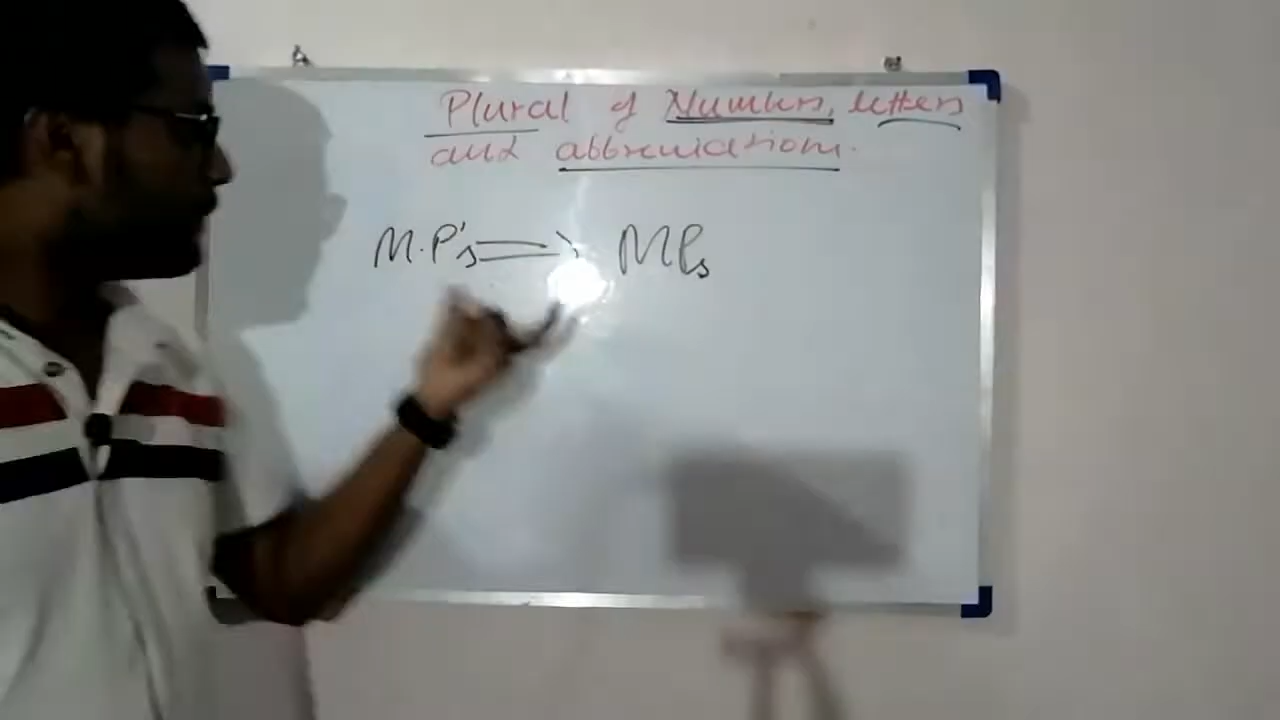 Plural of Numbers, letters
and abbreviations.
M.P's => MPs